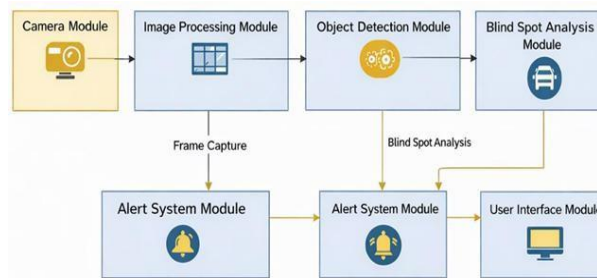 Camera Module
Image Processing Module
Object Detection Module
Blind Spot Analysis
Module
Frame Capture
Blind Spot Analysis
Alert System Module
Alert System Module
User Interface Module